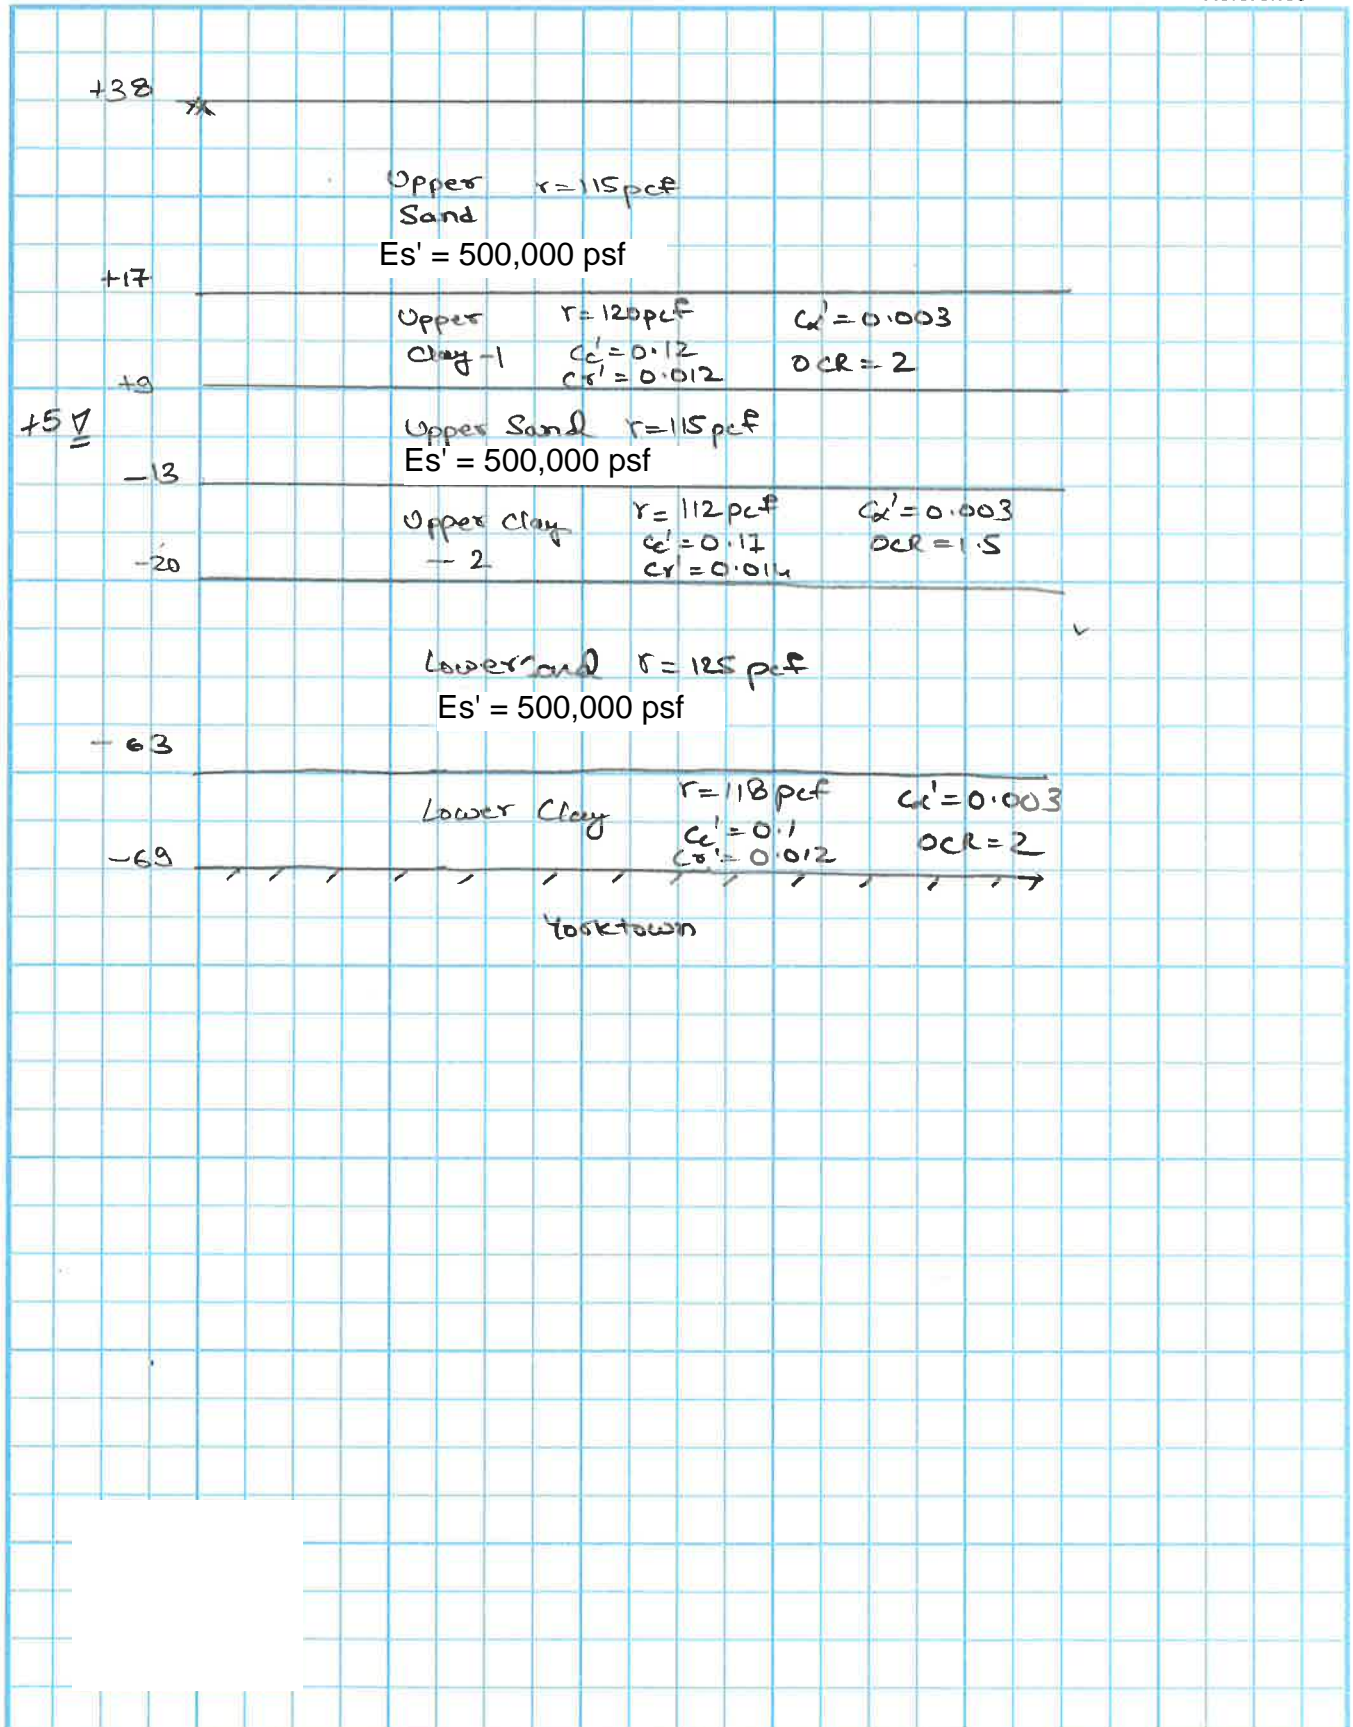 +38
Upper r=115pcf
Sand
Es' = 500,000 psf
+17
Upper r=120pcf Cα'=0.003
Clay-1 Cc'=0.12 OCR=2
Cr'=0.012
+9
+5
Upper Sand r=115pcf
Es' = 500,000 psf
-13
Upper Clay r=112pcf Cα'=0.003
-2 Cc'=0.17 OCR=1.5
Cr'=0.014
-20
Lower Sand r=125 pcf
Es' = 500,000 psf
-63
Lower Clay r=118pcf Cα'=0.003
Cc'=0.1 OCR=2
Cr'=0.012
-69
Yorktown